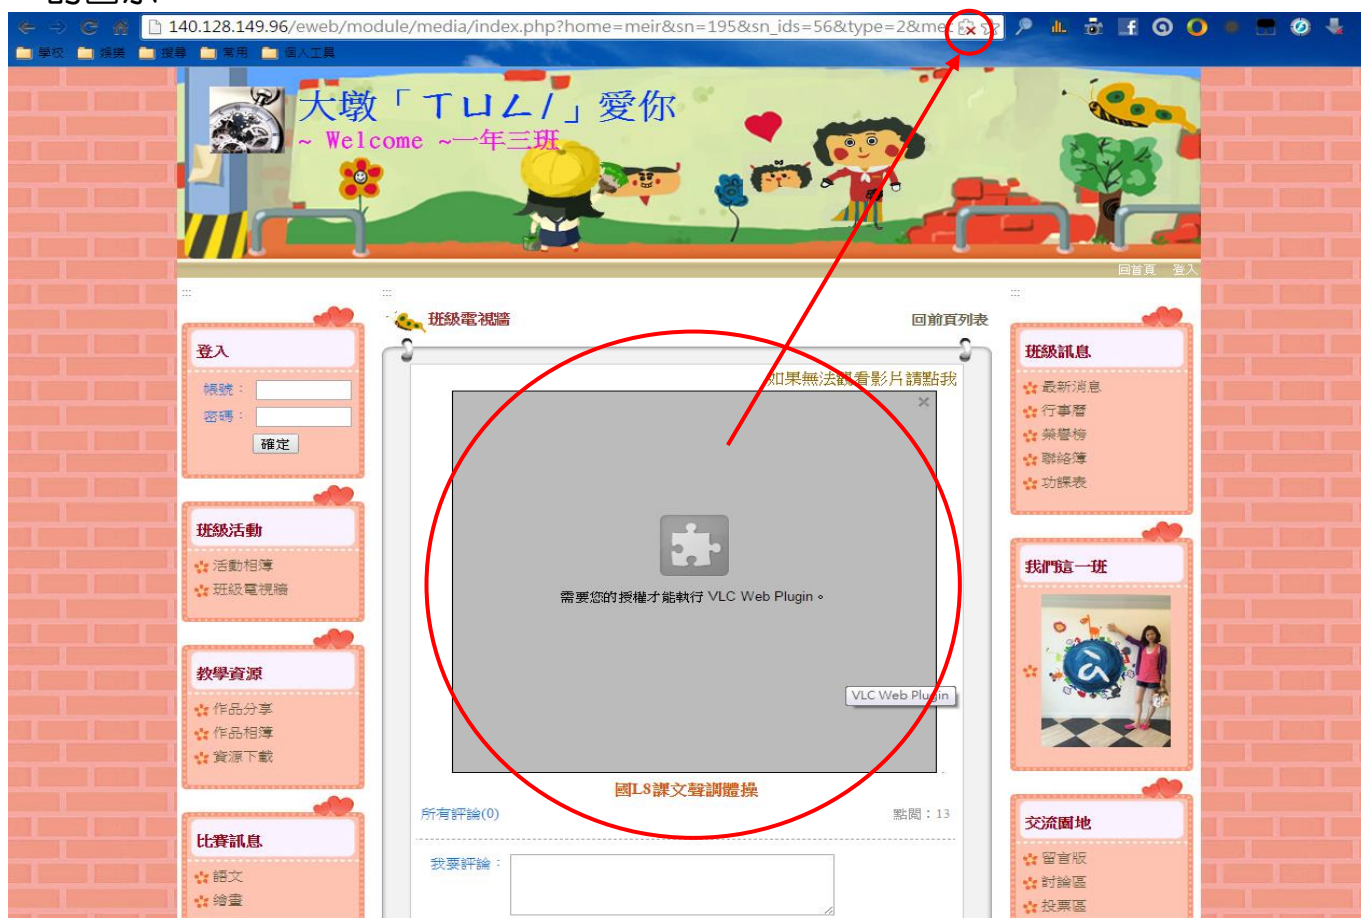 140.128.149.96/eweb/module/media/index.php?home=meir&sn=195&sn_ids=56&type=2&me
學校 娛樂 搜尋 常用 個人工具
大墩「ㄒㄩㄥˊ」愛你
~ Welcome ~一年三班
回首頁 登入
登入
帳號：
密碼：
確定
班級活動
活動相簿
班級電視牆
教學資源
作品分享
作品相簿
資源下載
比賽訊息
語文
繪畫
班級電視牆
回前頁列表
如果無法觀看影片請點我
需要您的授權才能執行 VLC Web Plugin。
VLC Web Plugin
國L8課文聲調體操
所有評論(0)
點閱：13
我要評論：
班級訊息
最新消息
行事曆
榮譽榜
聯絡簿
功課表
我們這一班
交流園地
留言版
討論區
投票區